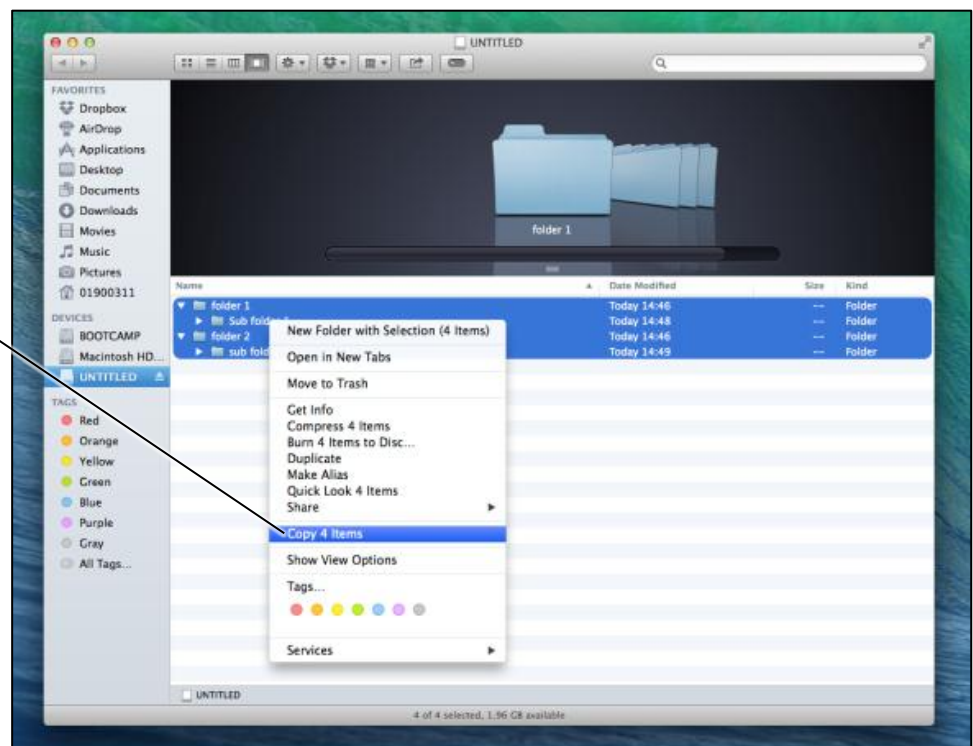 UNTITLED
FAVORITES
Dropbox
AirDrop
Applications
Desktop
Documents
Downloads
Movies
Music
Pictures
01900311
DEVICES
BOOTCAMP
Macintosh HD...
UNTITLED
TAGS
Red
Orange
Yellow
Green
Blue
Purple
Gray
All Tags...
folder 1
Name Date Modified Size Kind
folder 1 Today 14:46 -- Folder
Sub Today 14:48 -- Folder
folder 2 Today 14:46 -- Folder
sub Today 14:49 -- Folder
New Folder with Selection (4 Items)
Open in New Tabs
Move to Trash
Get Info
Compress 4 Items
Burn 4 Items to Disc...
Duplicate
Make Alias
Quick Look 4 Items
Share
Copy 4 Items
Show View Options
Tags...
Services
UNTITLED
4 of 4 selected, 1.96 GB available